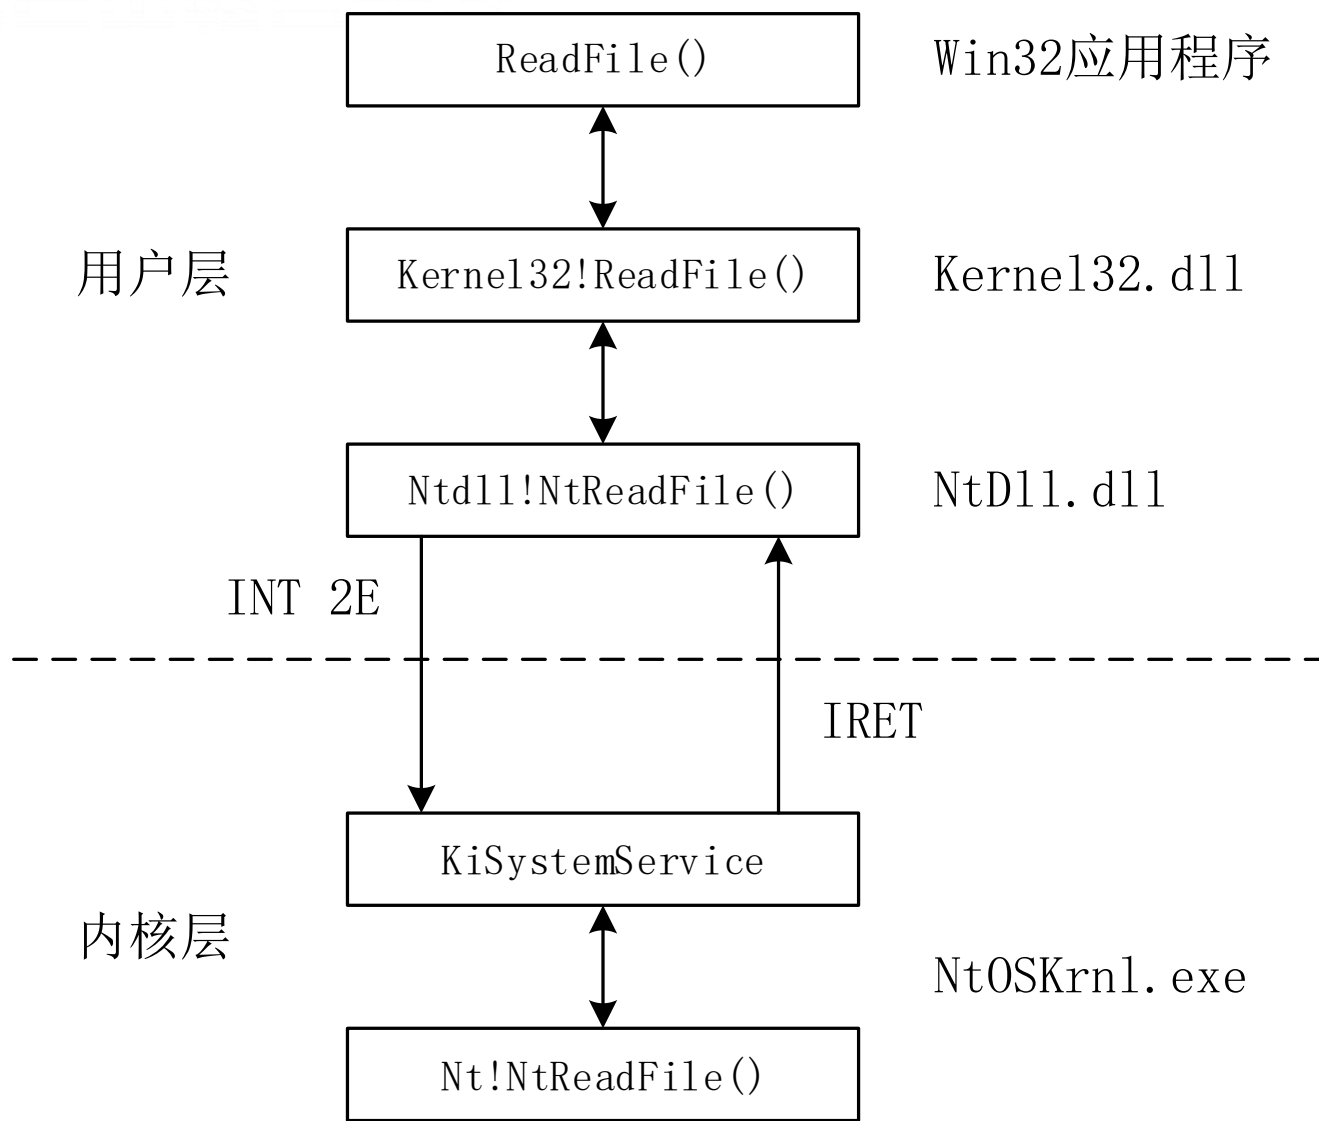 ReadFile()
Win32应用程序
用户层
Kernel32!ReadFile()
Kernel32.dll
Ntdll!NtReadFile()
NtDll.dll
INT 2E
IRET
KiSystemService
内核层
NtOSKrnl.exe
Nt!NtReadFile()